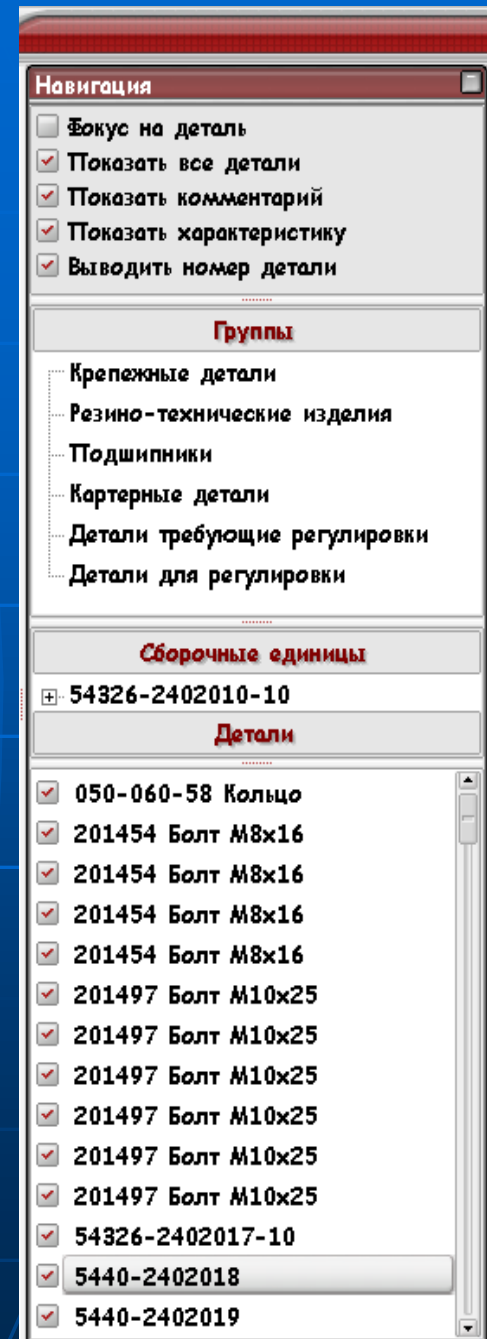 Навигация
Фокус на деталь
Показать все детали
Показать комментарий
Показать характеристику
Выводить номер детали
Группы
Крепежные детали
Резино-технические изделия
Подшипники
Картерные детали
Детали требующие регулировки
Детали для регулировки
Сборочные единицы
54326-2402010-10
Детали
050-060-58 Кольцо
201454 Болт М8х16
201454 Болт М8х16
201454 Болт М8х16
201454 Болт М8х16
201497 Болт М10х25
201497 Болт М10х25
201497 Болт М10х25
201497 Болт М10х25
201497 Болт М10х25
201497 Болт М10х25
54326-2402017-10
5440-2402018
5440-2402019